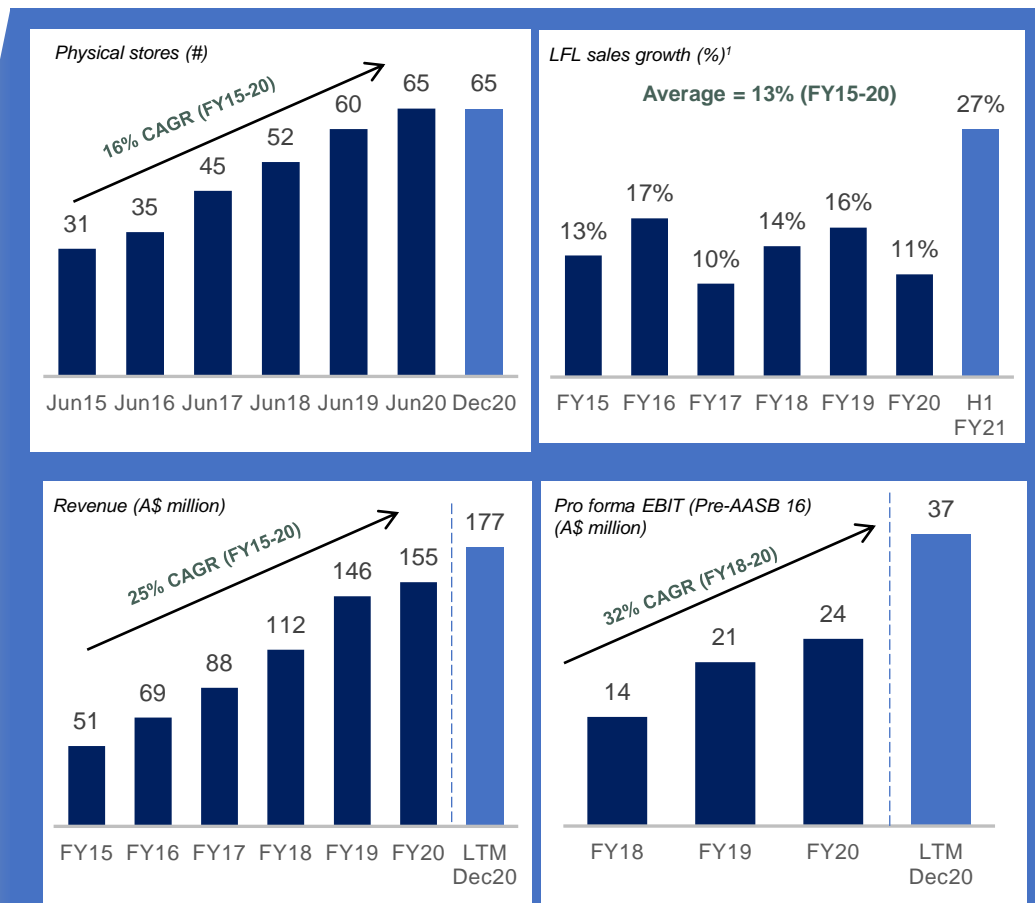 Physical stores (#)
16% CAGR (FY15-20)
31
35
45
52
60
65
65
Jun15 Jun16 Jun17 Jun18 Jun19 Jun20 Dec20
LFL sales growth (%)1
Average = 13% (FY15-20)
13%
17%
10%
14%
16%
11%
27%
FY15 FY16 FY17 FY18 FY19 FY20 H1
FY21
Revenue (A$ million)
25% CAGR (FY15-20)
51
69
88
112
146
155
177
FY15 FY16 FY17 FY18 FY19 FY20 LTM
Dec20
Pro forma EBIT (Pre-AASB 16)
(A$ million)
32% CAGR (FY18-20)
14
21
24
37
FY18 FY19 FY20 LTM
Dec20